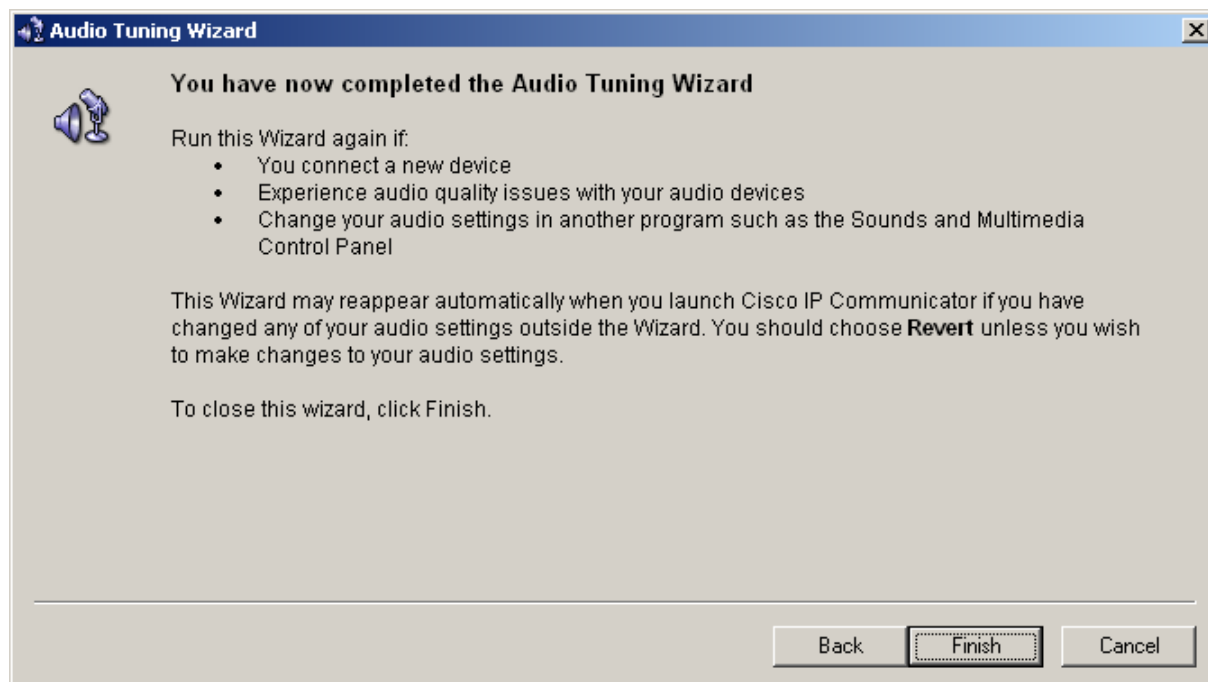 Audio Tuning Wizard
You have now completed the Audio Tuning Wizard
Run this Wizard again if:
• You connect a new device
• Experience audio quality issues with your audio devices
• Change your audio settings in another program such as the Sounds and Multimedia
Control Panel
This Wizard may reappear automatically when you launch Cisco IP Communicator if you have
changed any of your audio settings outside the Wizard. You should choose Revert unless you wish
to make changes to your audio settings.
To close this wizard, click Finish.
Back Finish Cancel